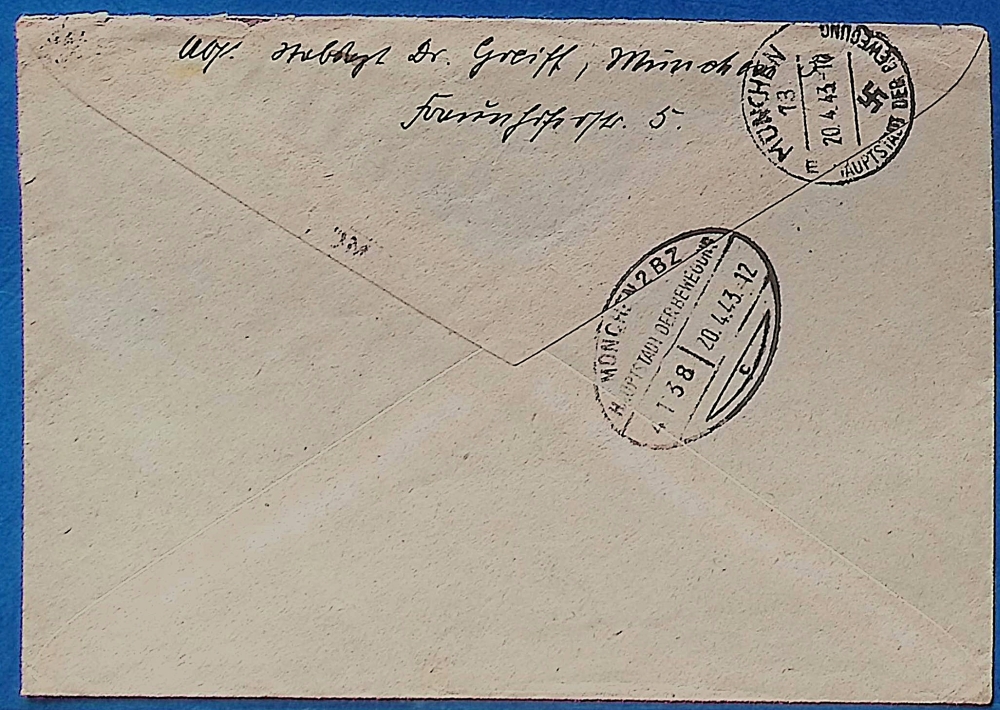 Abs. Stabsarzt Dr. Greiff, München
Fraunhoferstr. 5.
MÜNCHEN
13
20.4.43.-10
m
HAUPTSTADT DER BEWEGUNG
MÜNCHEN 2 BZ
HAUPTSTADT DER BEWEGUNG
4138 20.4.43.-12
c